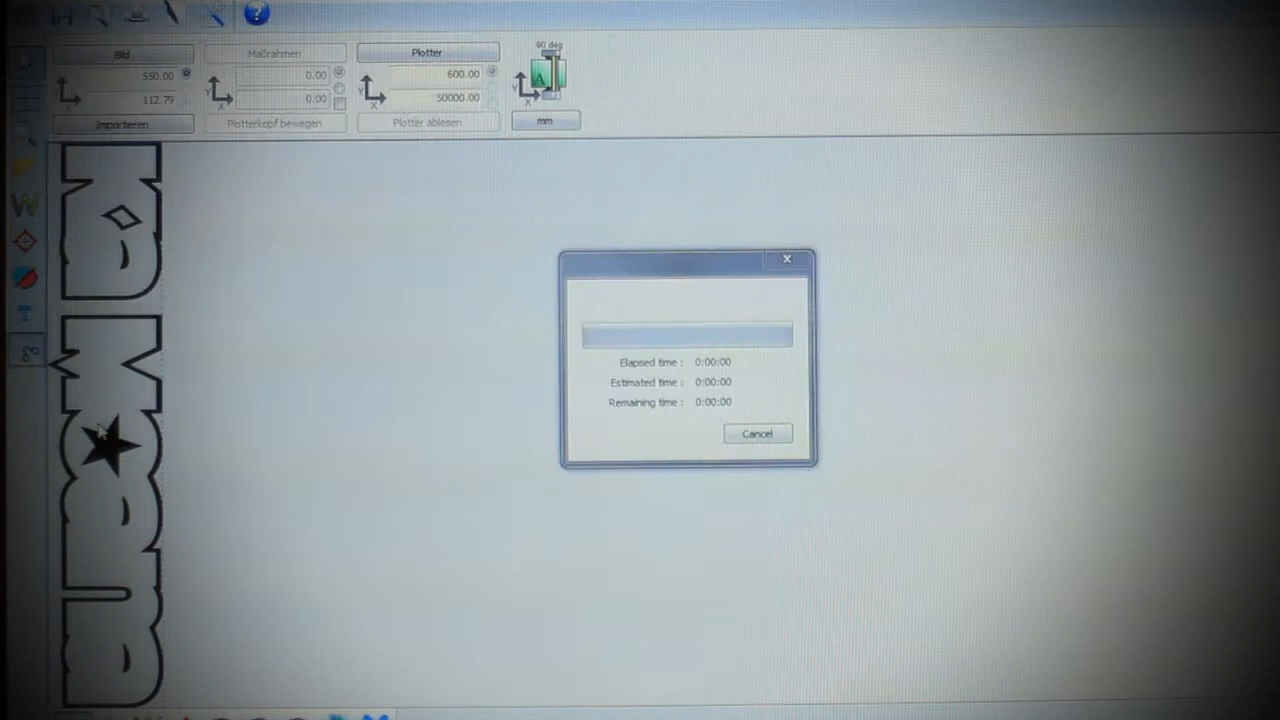 90 deg
Bild
Maßrahmen
Plotter
550.00
0.00
600.00
112.79
0.00
50000.00
Importieren
Plotterkopf bewegen
Plotter ablesen
mm
Elapsed time : 0:00:00
Estimated time : 0:00:00
Remaining time : 0:00:00
Cancel